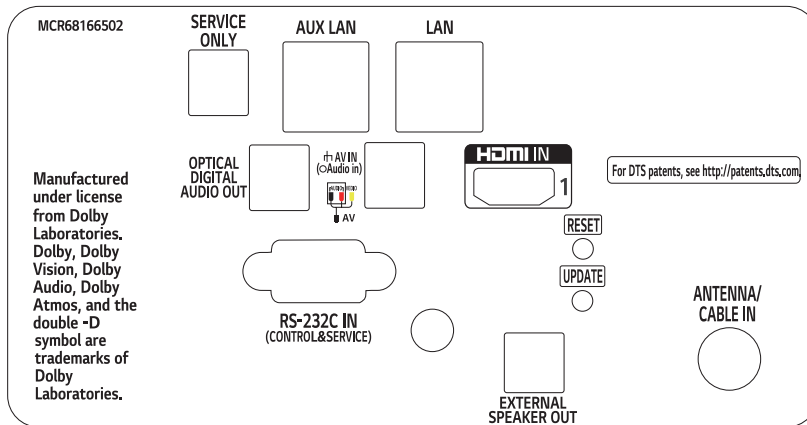 MCR68166502
SERVICE
ONLY
AUX LAN
LAN
OPTICAL
DIGITAL
AUDIO OUT
AV IN
(Audio in)
AUDIO
VIDEO
AV
HDMI IN
1
For DTS patents, see http://patents.dts.com.
Manufactured
under license
from Dolby
Laboratories.
Dolby, Dolby
Vision, Dolby
Audio, Dolby
Atmos, and the
double -D
symbol are
trademarks of
Dolby
Laboratories.
RESET
UPDATE
RS-232C IN
(CONTROL&SERVICE)
EXTERNAL
SPEAKER OUT
ANTENNA/
CABLE IN